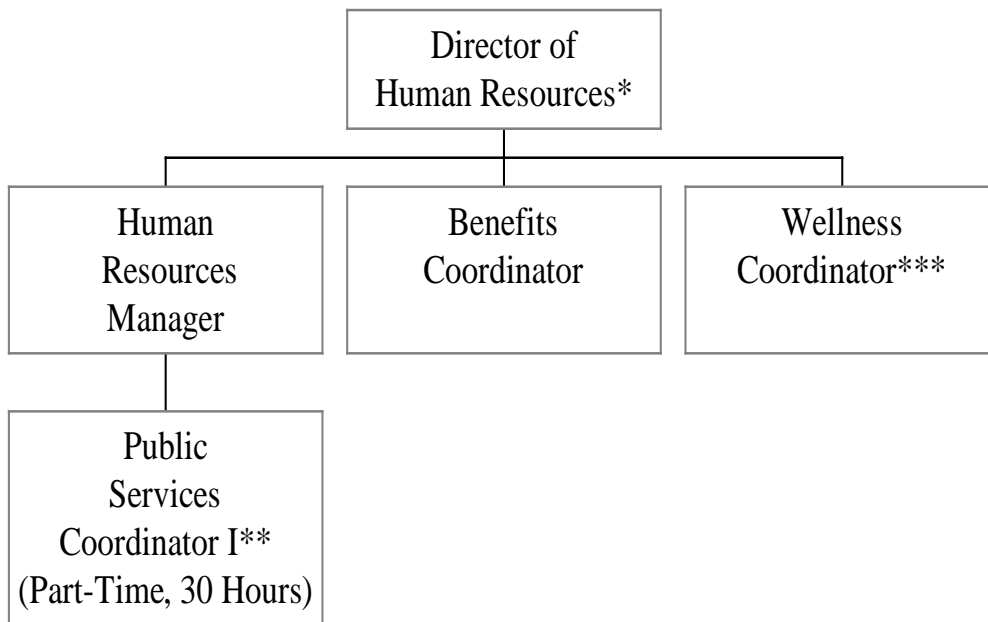 Director of
Human Resources*
Human
Resources
Manager
Benefits
Coordinator
Wellness
Coordinator***
Public
Services
Coordinator I**
(Part-Time, 30 Hours)